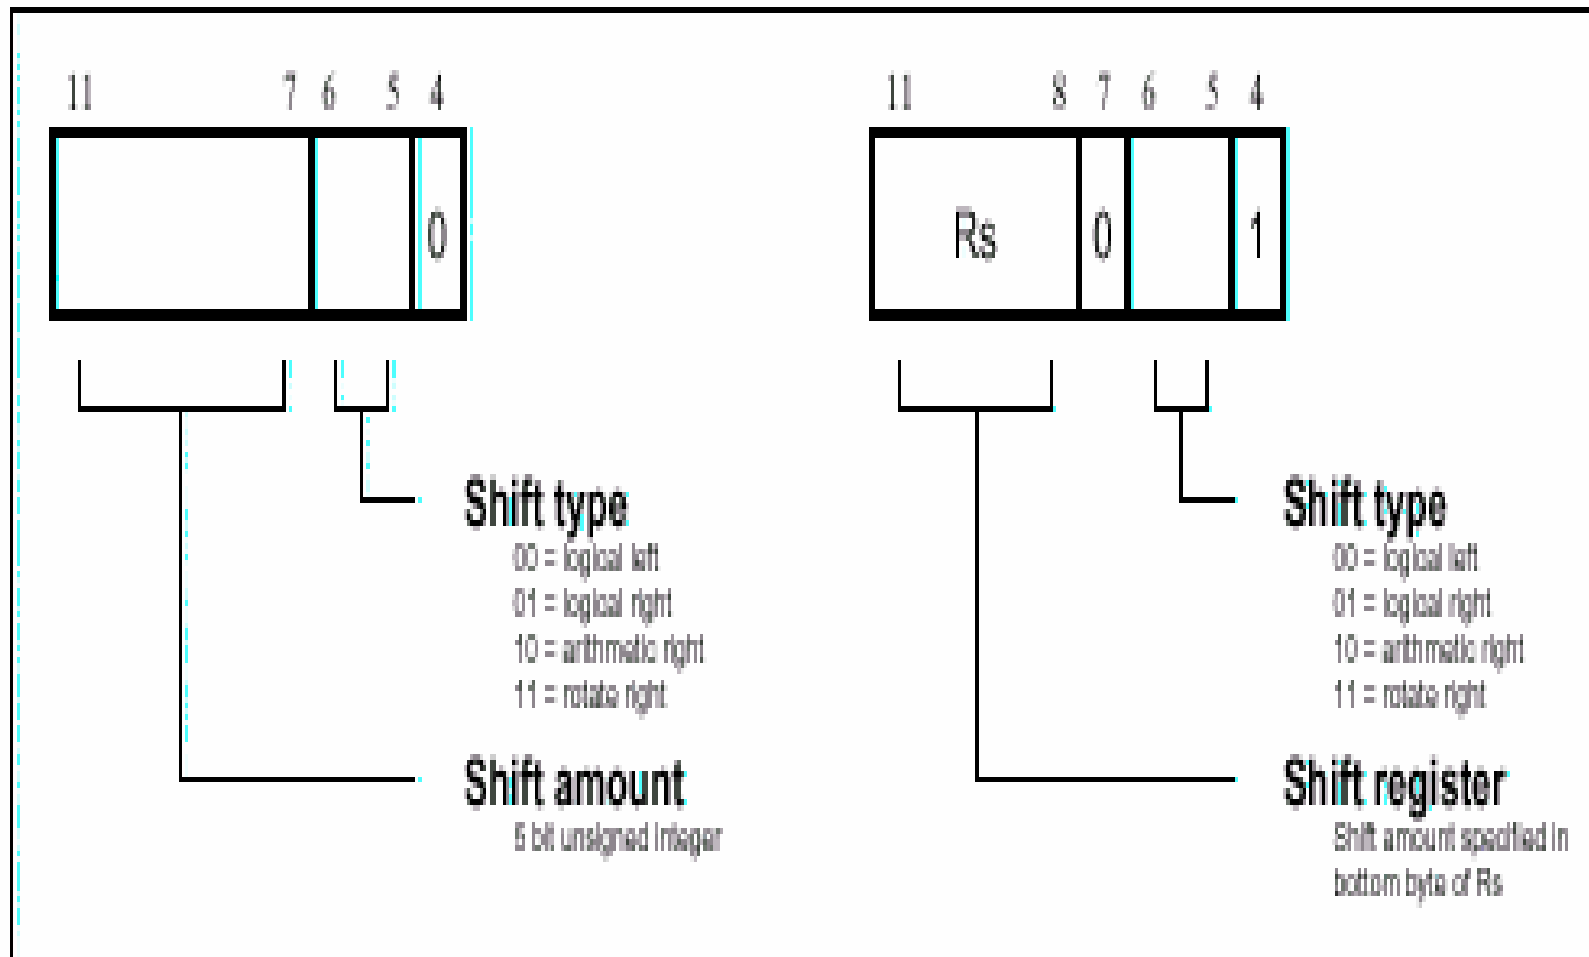 11 7 6 5 4
0
Shift type
00 = logical left
01 = logical right
10 = arithmatic right
11 = rotate right
Shift amount
5 bit unsigned integer
11 8 7 6 5 4
Rs 0 1
Shift type
00 = logical left
01 = logical right
10 = arithmatic right
11 = rotate right
Shift register
Shift amount specified in
bottom byte of Rs